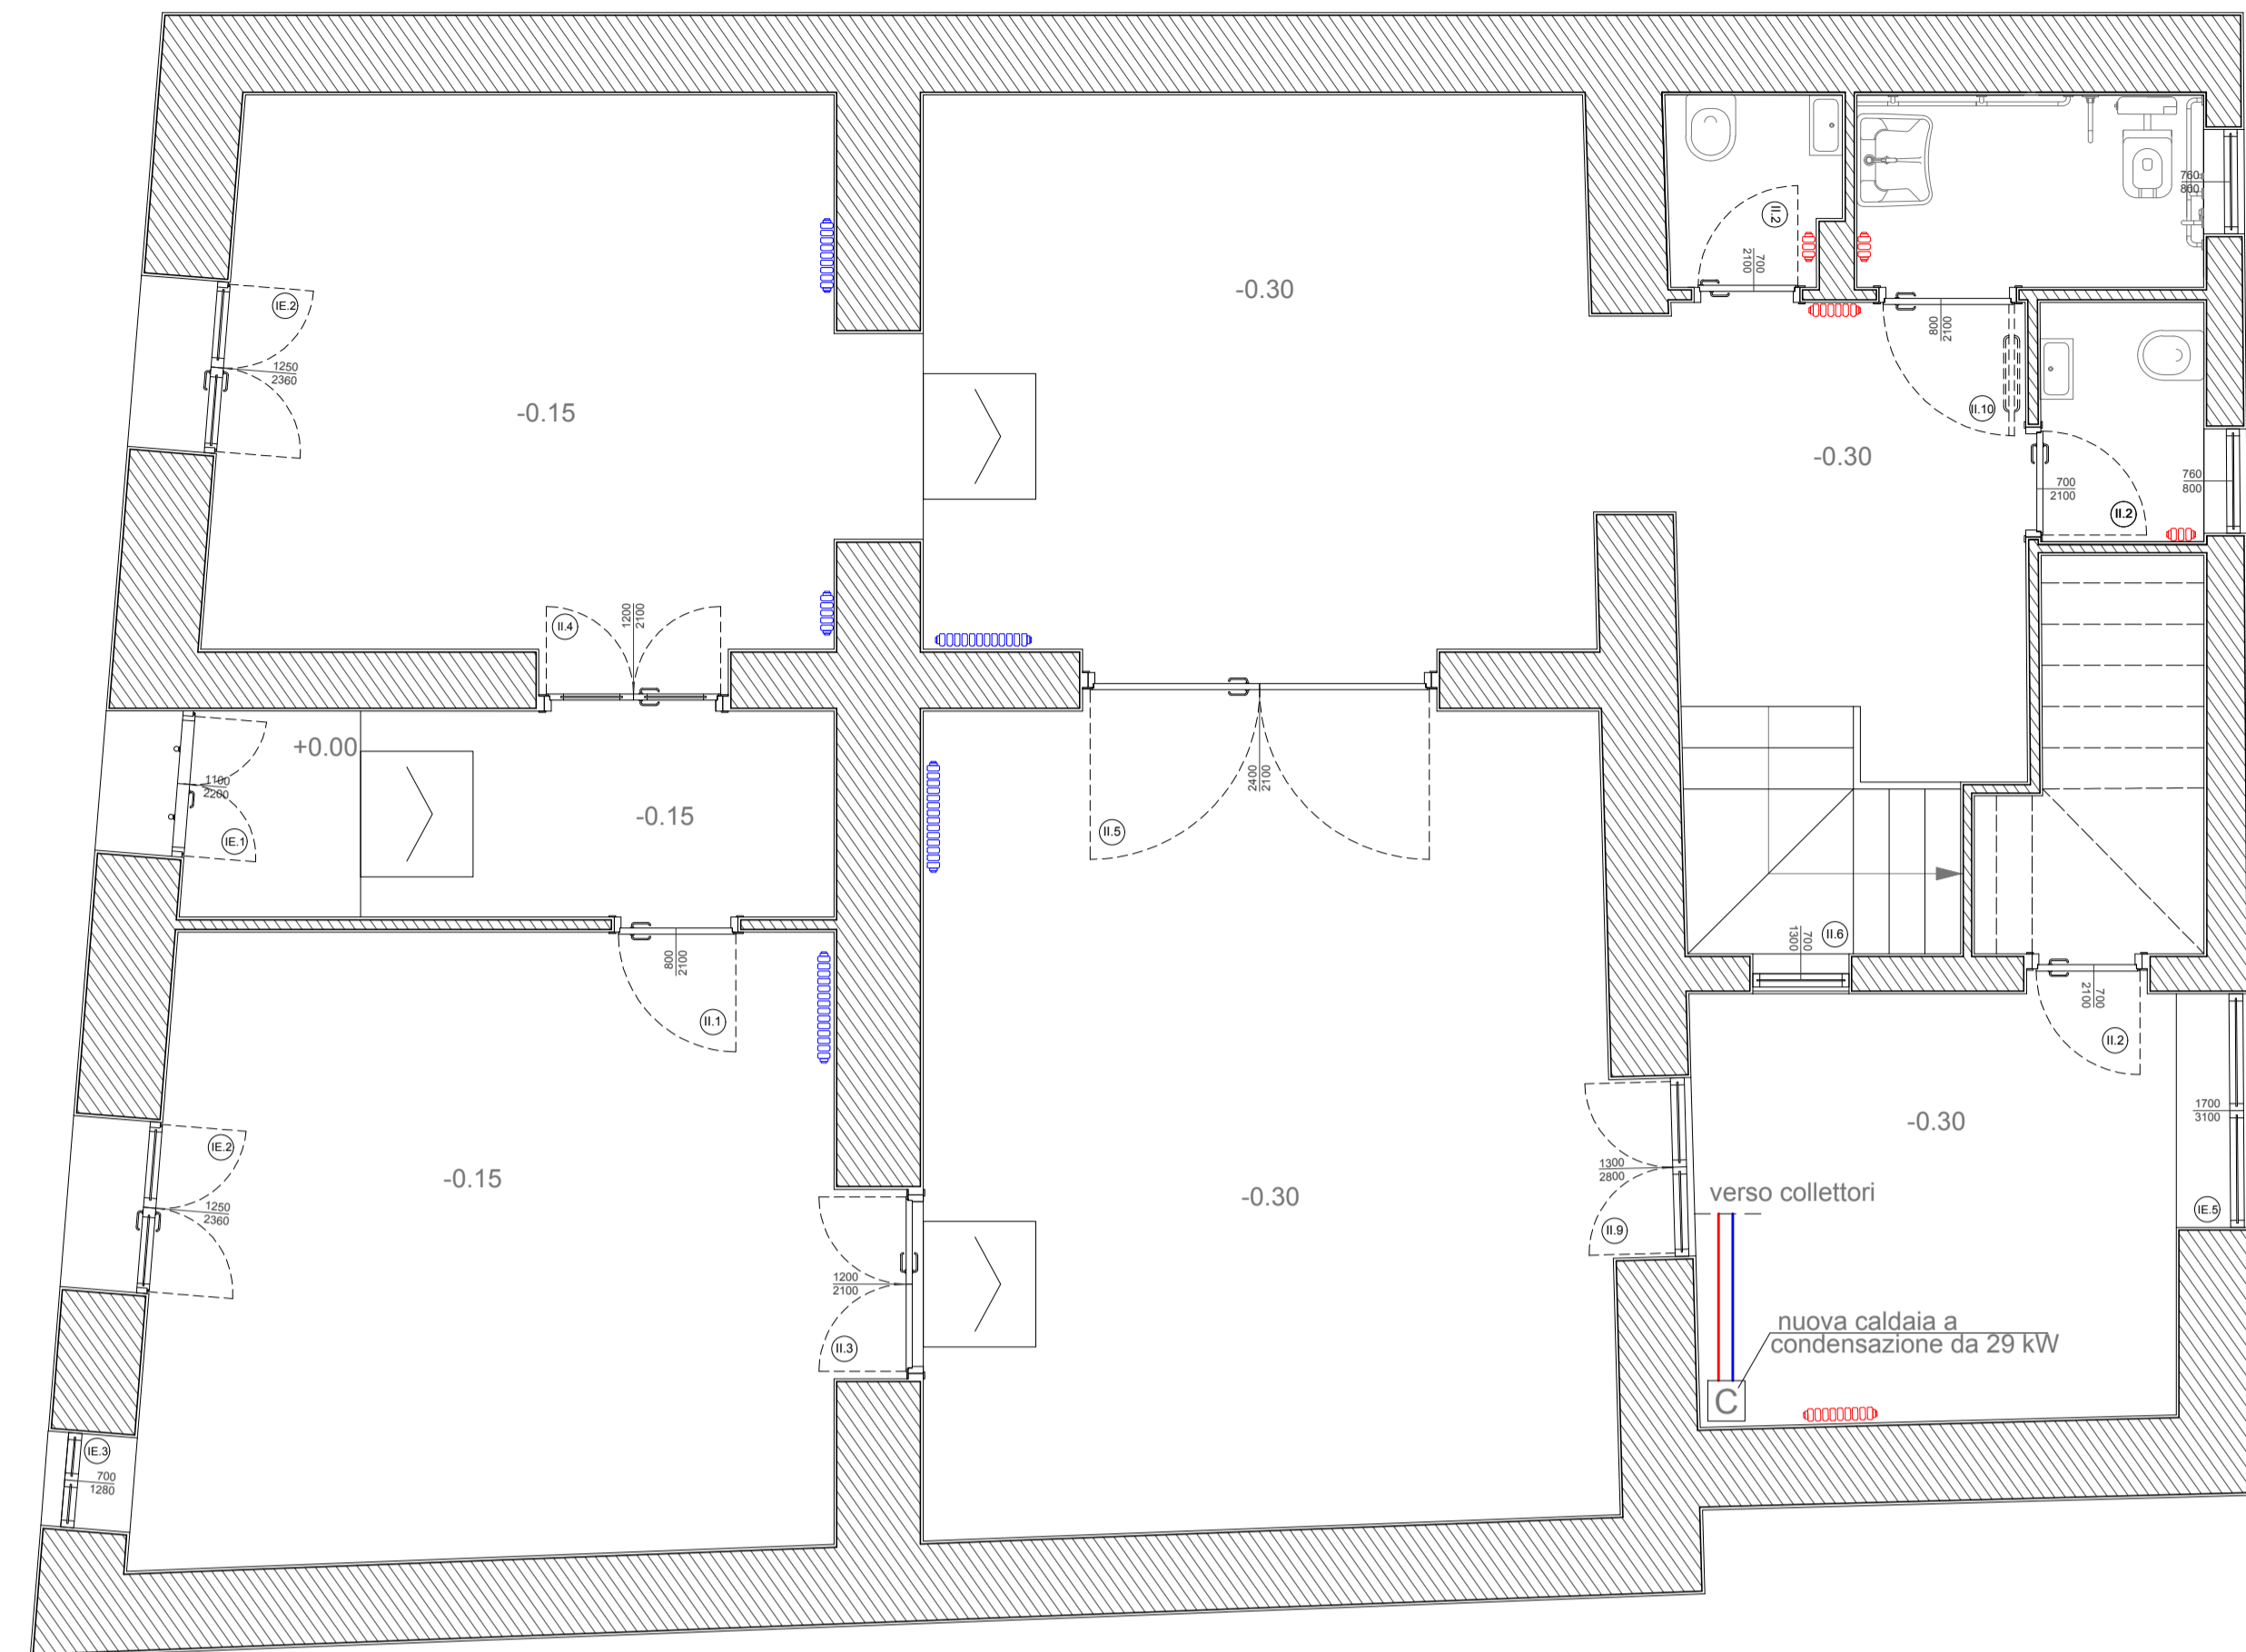 760
800
II.2
700
2100
-0.30
IE.2
1250
2360
800
2100
II.10
-0.15
-0.30
760
800
700
2100
II.2
II.4
1200
2100
+0.00
1100
2200
IE.1
-0.15
2400
2100
II.5
II.6
700
1300
800
2100
II.1
700
2100
II.2
IE.2
1250
2360
-0.15
1300
2800
II.9
-0.30
1700
3100
IE.5
-0.30
verso collettori
1200
2100
II.3
nuova caldaia a
condensazione da 29 kW
C
IE.3
700
1280